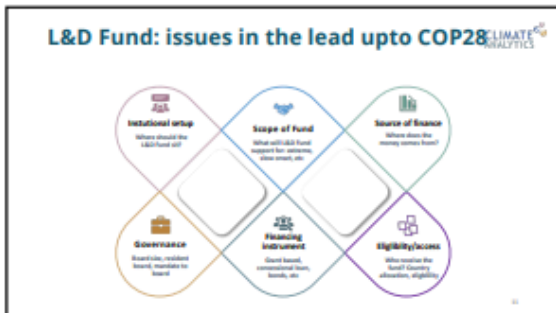 L&D Fund: issues in the lead upto COP28
CLIMATE
ANALYTICS
Instutional setup
Where should the
L&D Fund sit?
Scope of Fund
What will L&D Fund
support for: extreme,
slow onset, etc
Source of finance
Where does the
money comes from?
Governance
Board size, resident
board, mandate to
board
Financing
instrument
Grant based,
concessional loan,
bonds, etc
Eligibility/access
Who receive the
fund? Country
allocation, eligibility